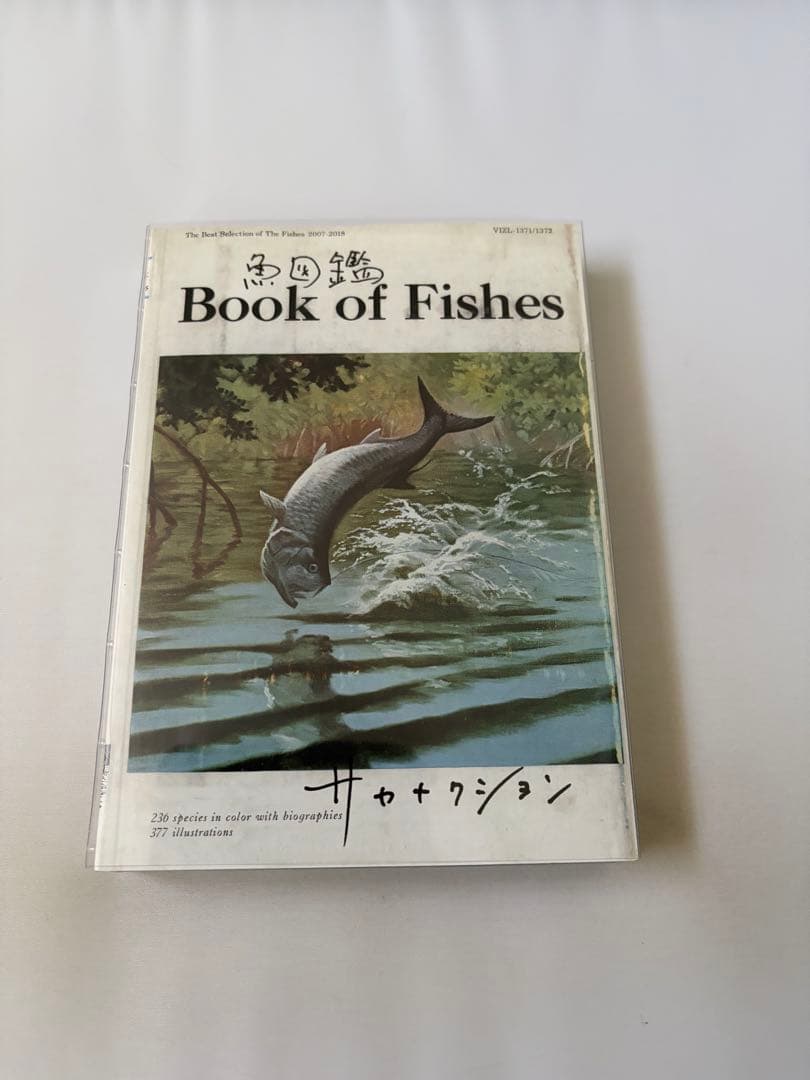 The Best Selection of The Fishes 2007-2018
VIZL-1371/1372
魚図鑑
Book of Fishes
サカナクション
236 species in color with biographies
377 illustrations